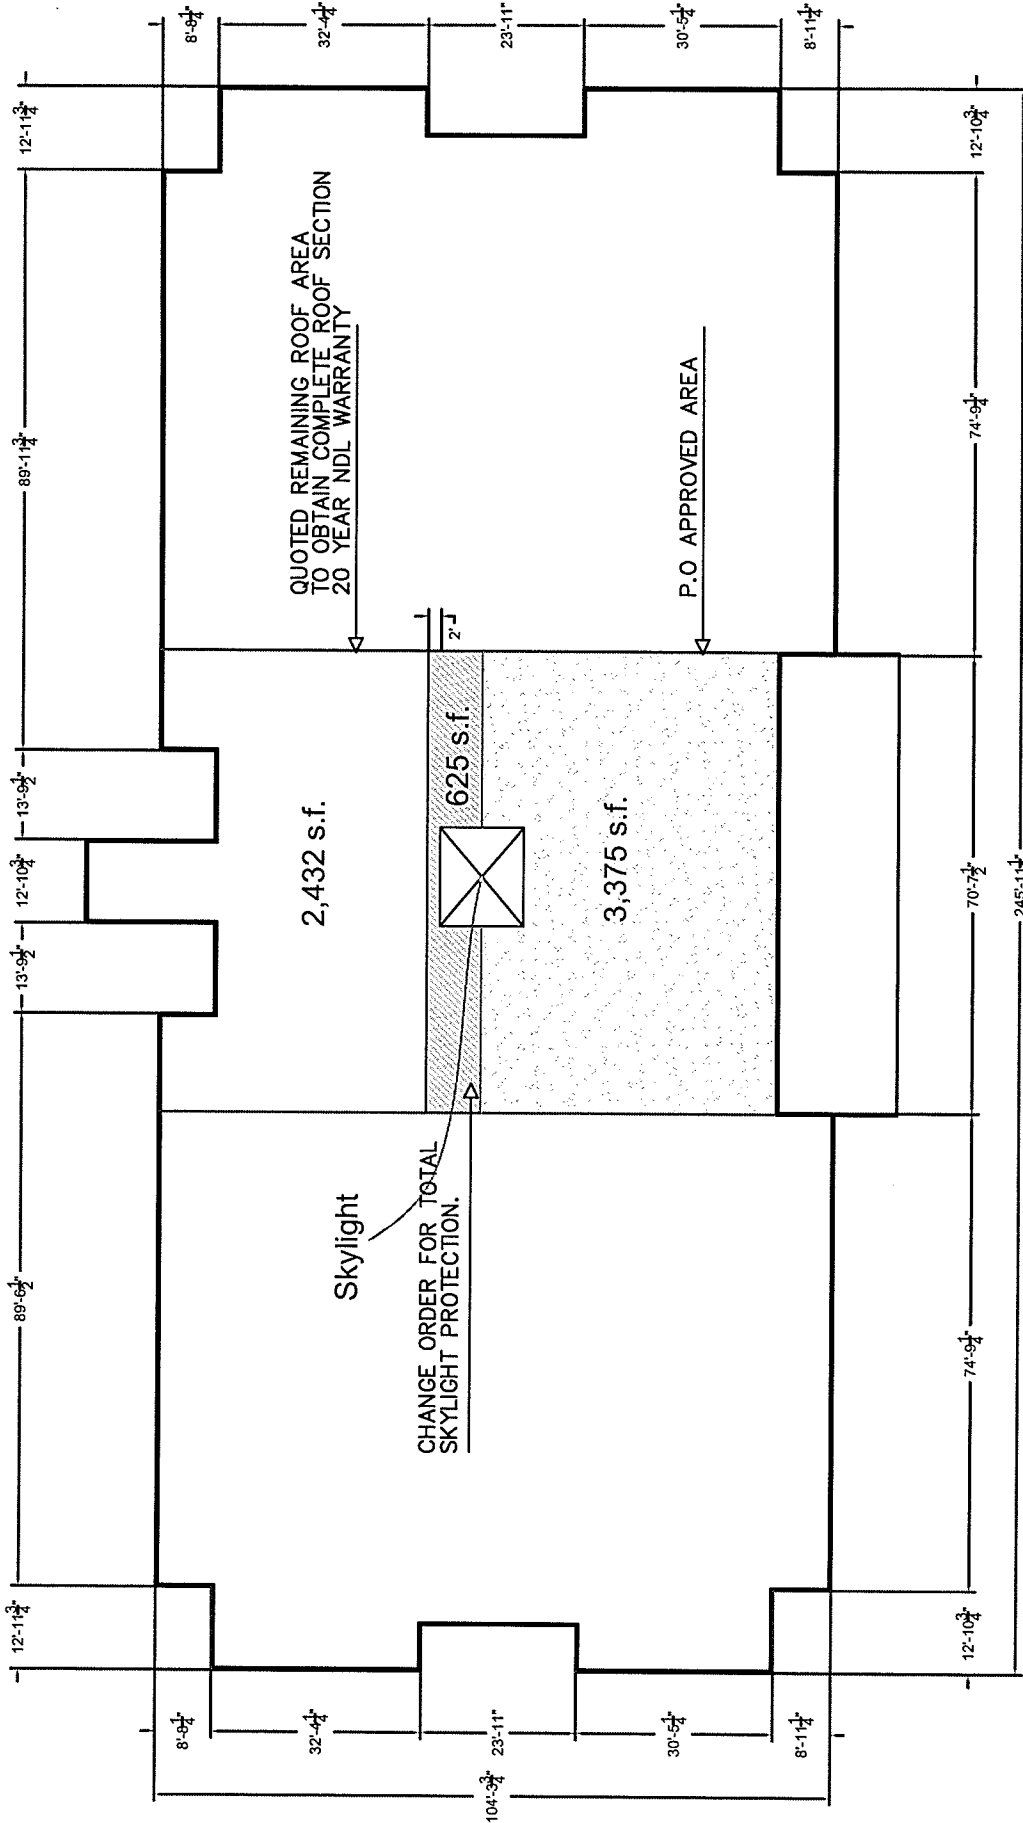 12'-11¾"
89'-6½"
13'-9½"
12'-10¾"
13'-9½"
89'-11¾"
12'-11¾"
8'-8¼"
32'-4¼"
23'-11"
30'-5¼"
8'-11¼"
104'-3¾"
8'-8¼"
32'-4¼"
23'-11"
30'-5¼"
8'-11¼"
QUOTED REMAINING ROOF AREA
TO OBTAIN COMPLETE ROOF SECTION
20 YEAR NDL WARRANTY
2,432 s.f.
Skylight
CHANGE ORDER FOR TOTAL
SKYLIGHT PROTECTION.
625 s.f.
2'
3,375 s.f.
P.O APPROVED AREA
12'-10¾"
74'-9¼"
70'-7½"
74'-9¼"
12'-10¾"
245'-11½"